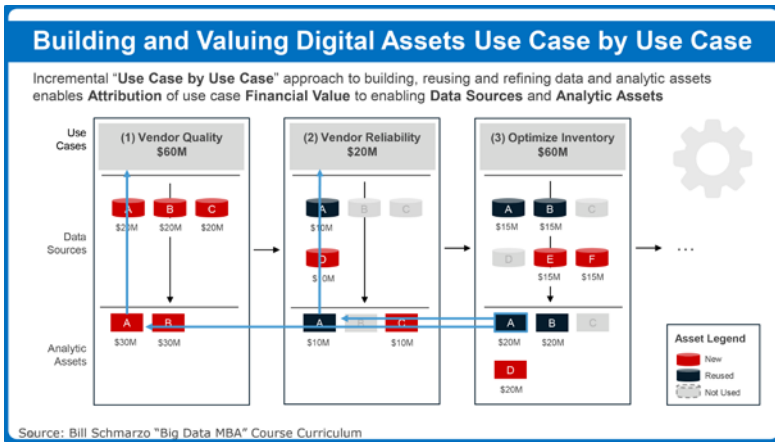 Building and Valuing Digital Assets Use Case by Use Case
Incremental “Use Case by Use Case” approach to building, reusing and refining data and analytic assets
enables Attribution of use case Financial Value to enabling Data Sources and Analytic Assets
Use
Cases
(1) Vendor Quality
$60M
(2) Vendor Reliability
$20M
(3) Optimize Inventory
$60M
Data
Sources
A B C
$20M $20M $20M
A B C
$10M
D
$10M
A B C
$15M $15M
D E F
$15M $15M
...
Analytic
Assets
A B
$30M $30M
A B C
$10M $10M
A B C
$20M $20M
D
$20M
Asset Legend
New
Reused
Not Used
Source: Bill Schmarzo “Big Data MBA” Course Curriculum